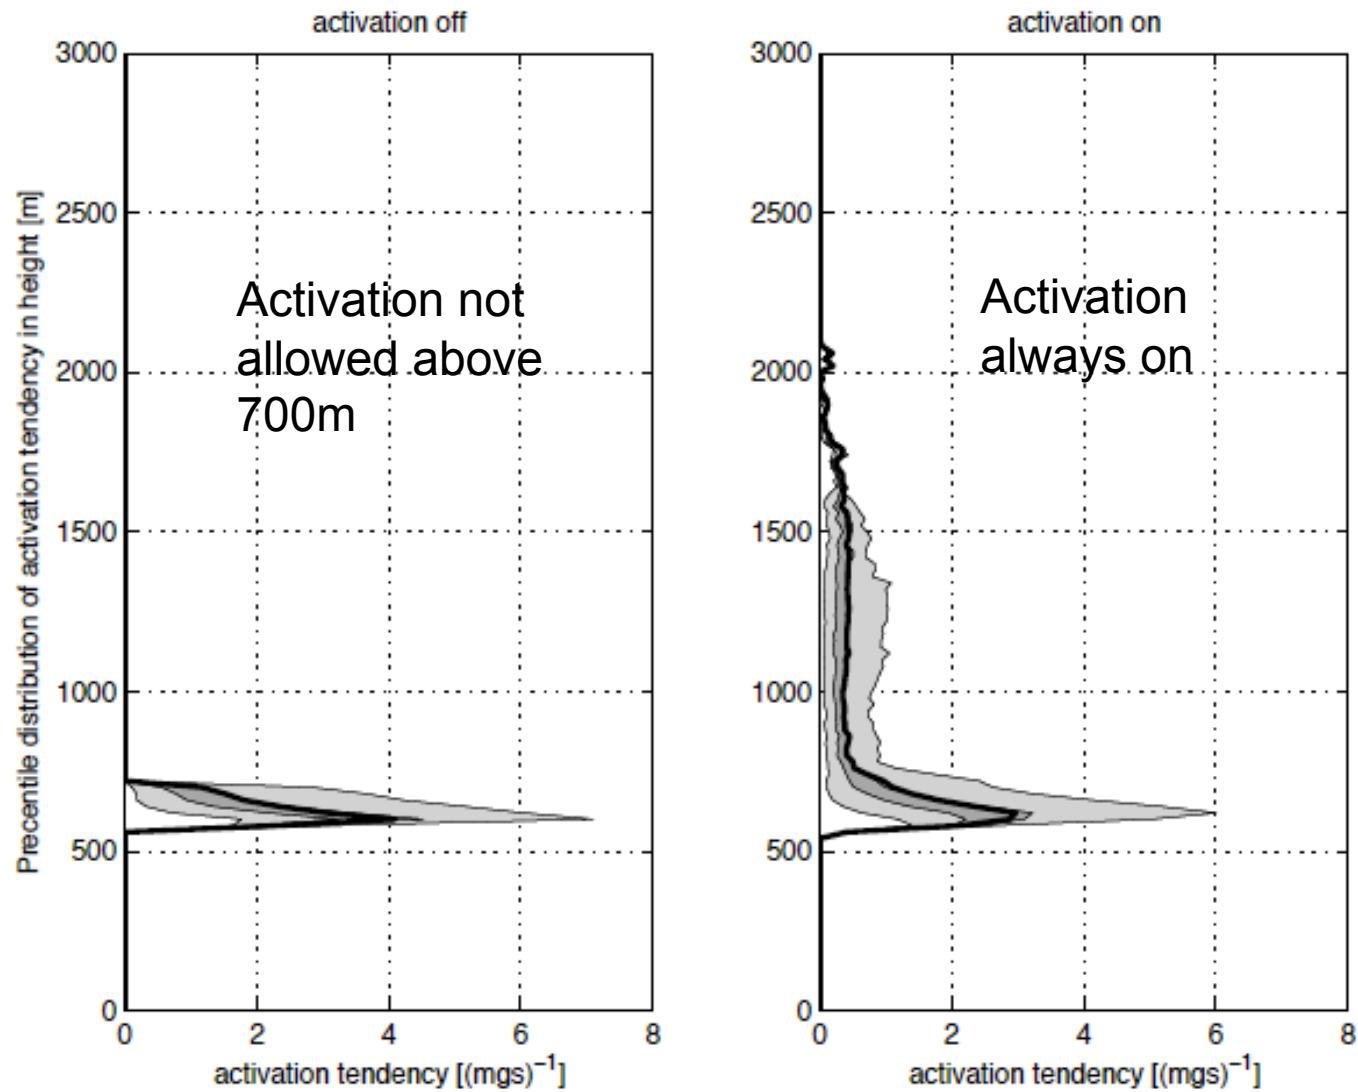 activation off
3000
2500
2000
1500
1000
500
0
0 2 4 6 8
Precentile distribution of activation tendency in height [m]
activation tendency [(mgs)⁻¹]
Activation not
allowed above
700m
activation on
3000
2500
2000
1500
1000
500
0
0 2 4 6 8
activation tendency [(mgs)⁻¹]
Activation
always on